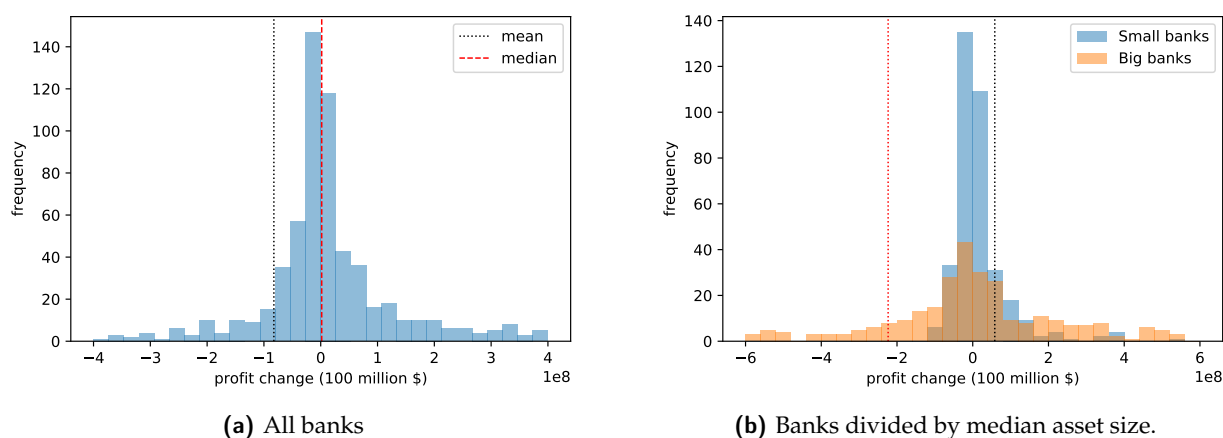 mean
median
frequency
140
120
100
80
60
40
20
0
−4 −3 −2 −1 0 1 2 3 4
1e8
profit change (100 million $)
(a) All banks
Small banks
Big banks
frequency
140
120
100
80
60
40
20
0
−6 −4 −2 0 2 4 6
1e8
profit change (100 million $)
(b) Banks divided by median asset size.